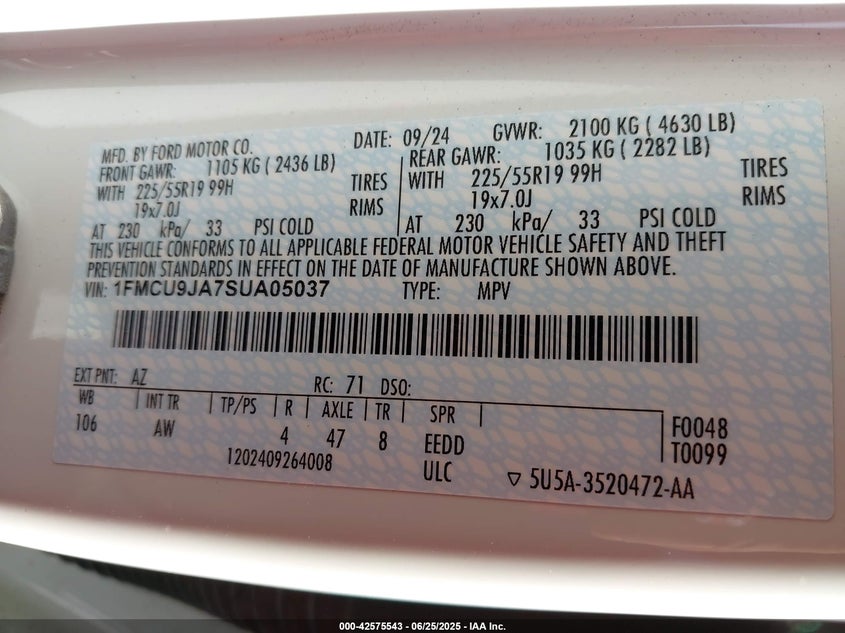 MFD. BY FORD MOTOR CO. DATE: 09/24 GVWR: 2100 KG ( 4630 LB)
FRONT GAWR: 1105 KG ( 2436 LB) REAR GAWR: 1035 KG ( 2282 LB)
WITH 225/55R19 99H TIRES WITH 225/55R19 99H TIRES
19x7.0J RIMS 19x7.0J RIMS
AT 230 kPa/ 33 PSI COLD AT 230 kPa/ 33 PSI COLD
THIS VEHICLE CONFORMS TO ALL APPLICABLE FEDERAL MOTOR VEHICLE SAFETY AND THEFT
PREVENTION STANDARDS IN EFFECT ON THE DATE OF MANUFACTURE SHOWN ABOVE.
VIN: 1FMCU9JA7SUA05037 TYPE: MPV
EXT PNT: AZ RC: 71 DSO:
WB INT TR TP/PS R AXLE TR SPR
106 AW 4 47 8 EEDD F0048
1202409264008 ULC T0099
5U5A-3520472-AA
000-42575543 - 06/25/2025 - IAA Inc.